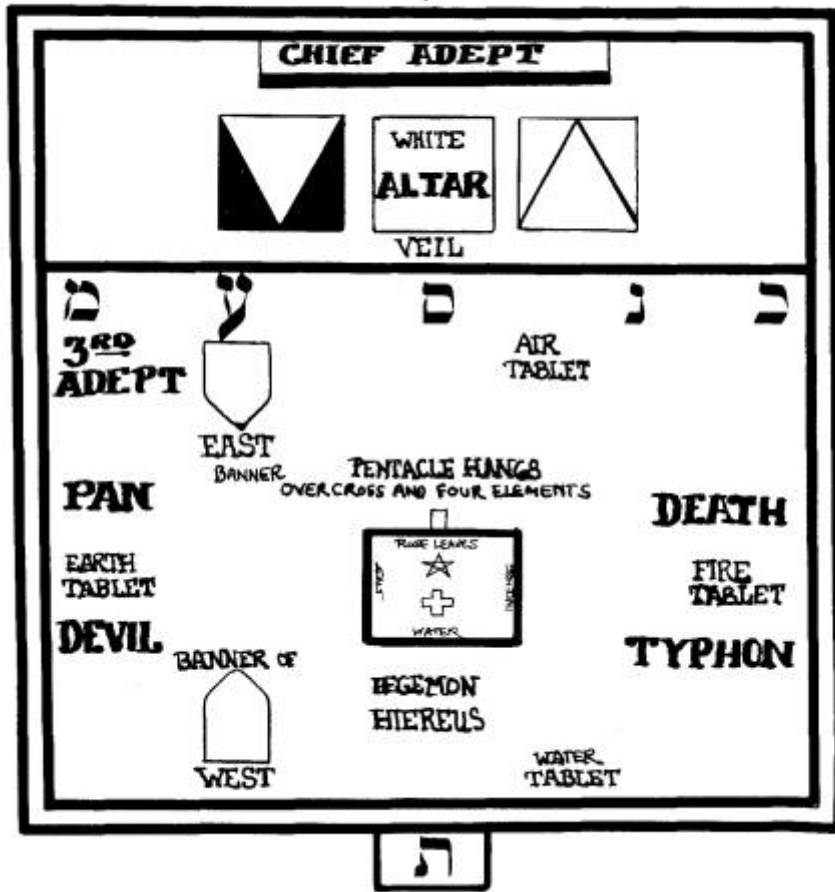 CHIEF ADEPT
WHITE
ALTAR
VEIL
מ ש ם נ כ
3RD
ADEPT
AIR
TABLET
EAST
BANNER
PENTACLE HANGS
OVER CROSS AND FOUR ELEMENTS
PAN
DEATH
ROSE LEAVES
INCENSE
WATER
EARTH
TABLET
FIRE
TABLET
DEVIL
TYPHON
BANNER OF
WEST
HEGEMON
HIEREUS
WATER
TABLET
ת